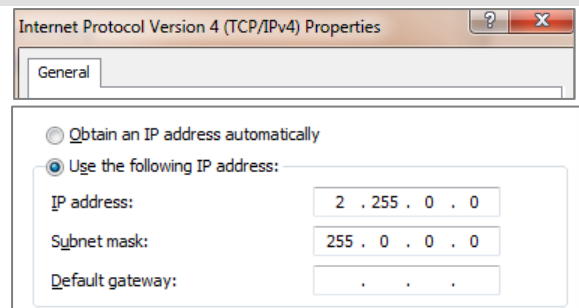 Internet Protocol Version 4 (TCP/IPv4) Properties ? X
General
Obtain an IP address automatically
Use the following IP address:
IP address: 2 . 255 . 0 . 0
Subnet mask: 255 . 0 . 0 . 0
Default gateway: . . .